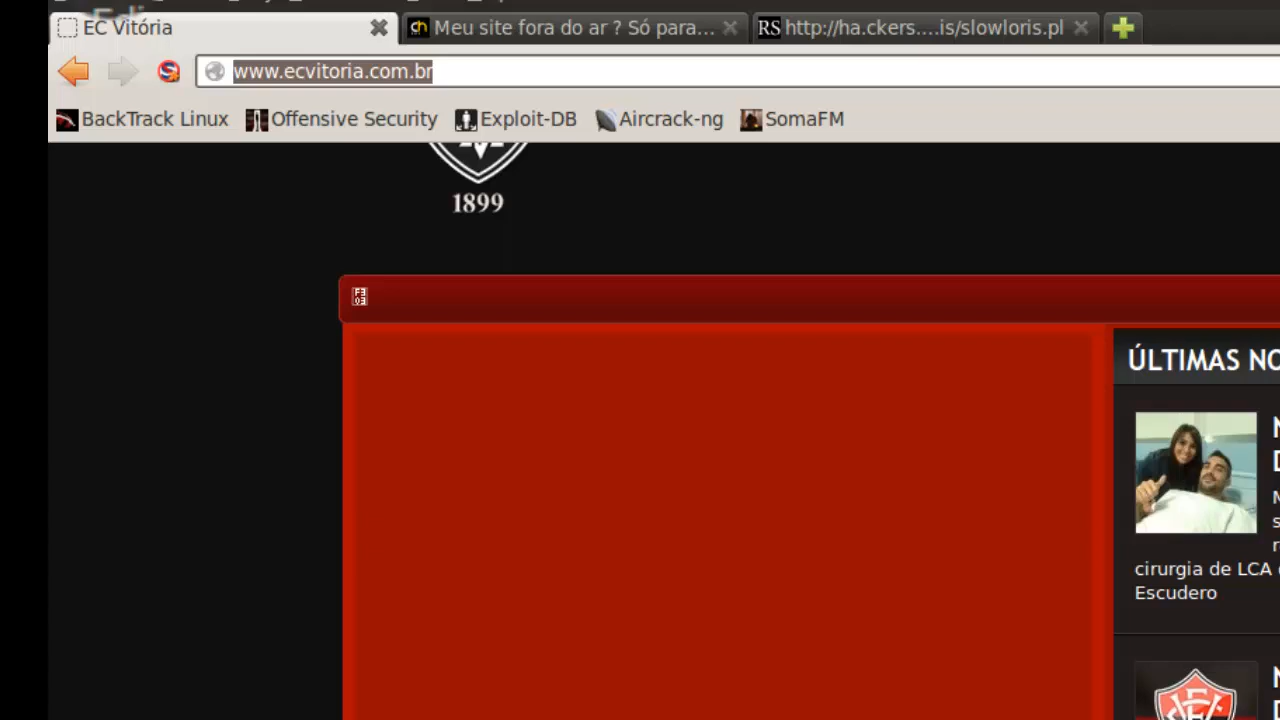 EC Vitória
Meu site fora do ar ? Só para...
RS http://ha.ckers....is/slowloris.pl
www.ecvitoria.com.br
BackTrack Linux
Offensive Security
Exploit-DB
Aircrack-ng
SomaFM
1899
ÚLTIMAS NO
cirurgia de LCA
Escudero